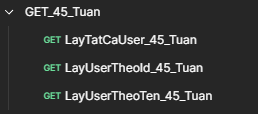 GET_45_Tuan
GET LayTatCaUser_45_Tuan
GET LayUserTheoId_45_Tuan
GET LayUserTheoTen_45_Tuan